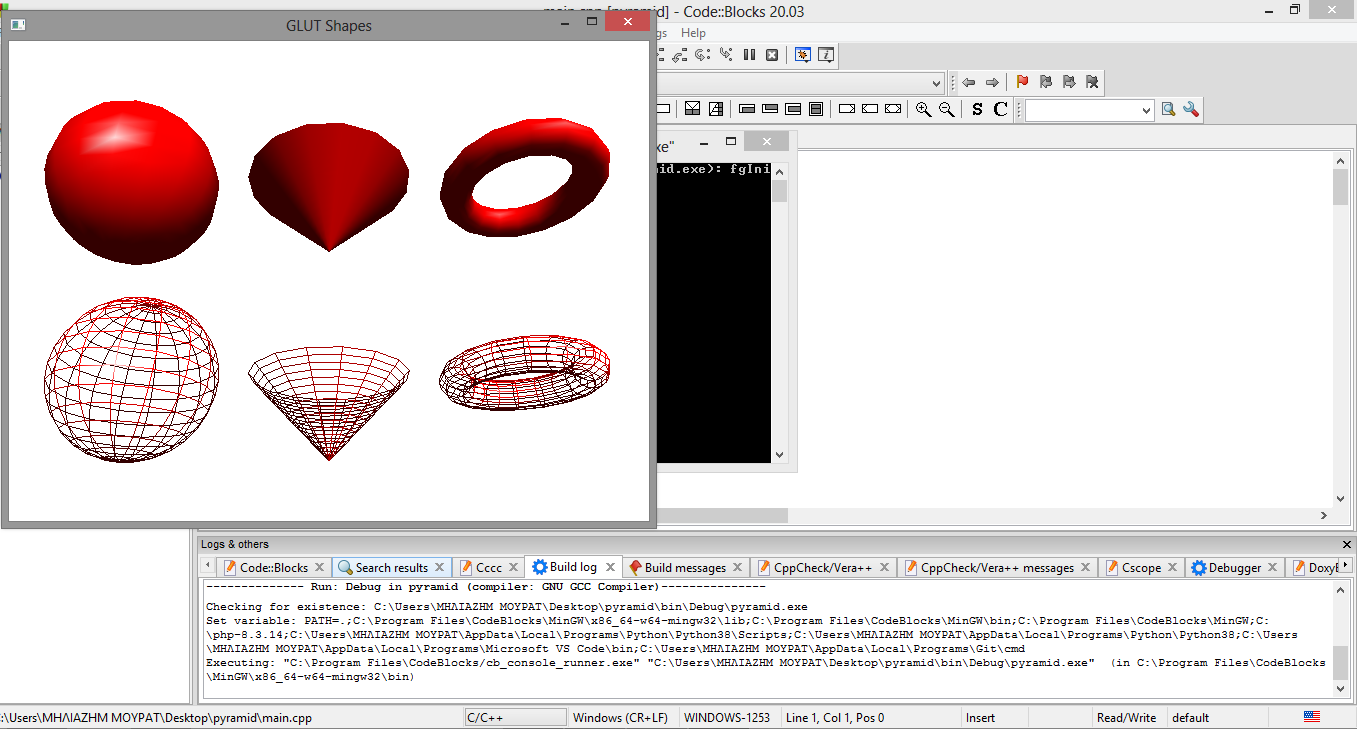 GLUT Shapes
main.cpp [pyramid] - Code::Blocks 20.03
Help
S C
xe"
id.exe): fgIni
Logs & others
Code::Blocks
Search results
Cccc
Build log
Build messages
CppCheck/Vera++
CppCheck/Vera++ messages
Cscope
Debugger
DoxyB
-------------- Run: Debug in pyramid (compiler: GNU GCC Compiler)---------------
Checking for existence: C:\Users\ΜΗΛΙΑΖΗΜ ΜΟΥΡΑΤ\Desktop\pyramid\bin\Debug\pyramid.exe
Set variable: PATH=.;C:\Program Files\CodeBlocks\MinGW\x86_64-w64-mingw32\lib;C:\Program Files\CodeBlocks\MinGW\bin;C:\Program Files\CodeBlocks\MinGW;C:
\php-8.3.14;C:\Users\ΜΗΛΙΑΖΗΜ ΜΟΥΡΑΤ\AppData\Local\Programs\Python\Python38\Scripts;C:\Users\ΜΗΛΙΑΖΗΜ ΜΟΥΡΑΤ\AppData\Local\Programs\Python\Python38;C:\Users
\ΜΗΛΙΑΖΗΜ ΜΟΥΡΑΤ\AppData\Local\Programs\Microsoft VS Code\bin;C:\Users\ΜΗΛΙΑΖΗΜ ΜΟΥΡΑΤ\AppData\Local\Programs\Git\cmd
Executing: "C:\Program Files\CodeBlocks/cb_console_runner.exe" "C:\Users\ΜΗΛΙΑΖΗΜ ΜΟΥΡΑΤ\Desktop\pyramid\bin\Debug\pyramid.exe"  (in C:\Program Files\CodeBlocks
\MinGW\x86_64-w64-mingw32\bin)
:\Users\ΜΗΛΙΑΖΗΜ ΜΟΥΡΑΤ\Desktop\pyramid\main.cpp
C/C++
Windows (CR+LF)
WINDOWS-1253
Line 1, Col 1, Pos 0
Insert
Read/Write
default